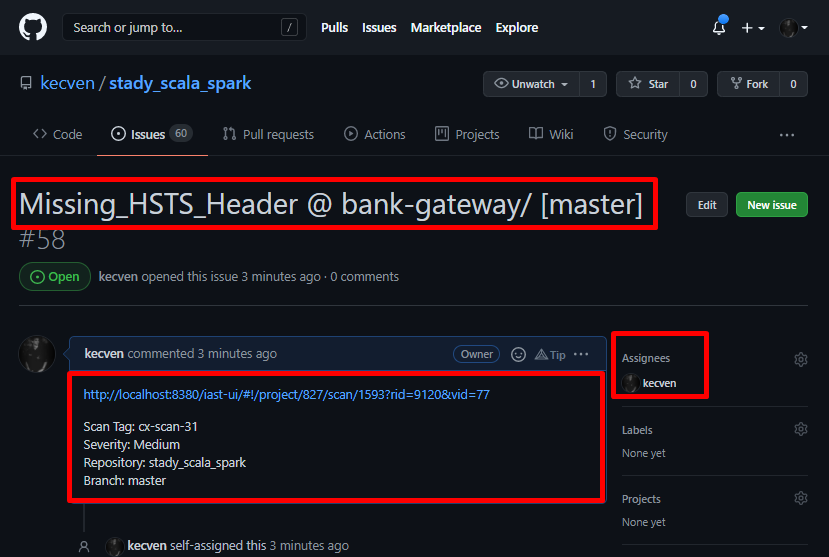 Search or jump to... / Pulls Issues Marketplace Explore
kecven / stady_scala_spark Unwatch 1 Star 0 Fork 0
Code Issues 60 Pull requests Actions Projects Wiki Security ...
Missing_HSTS_Header @ bank-gateway/ [master] Edit New issue
#58
Open kecven opened this issue 3 minutes ago · 0 comments
kecven commented 3 minutes ago Owner Tip ...
http://localhost:8380/iast-ui/#!/project/827/scan/1593?rid=9120&vid=77
Scan Tag: cx-scan-31
Severity: Medium
Repository: stady_scala_spark
Branch: master
kecven self-assigned this 3 minutes ago
Assignees
kecven
Labels
None yet
Projects
None yet